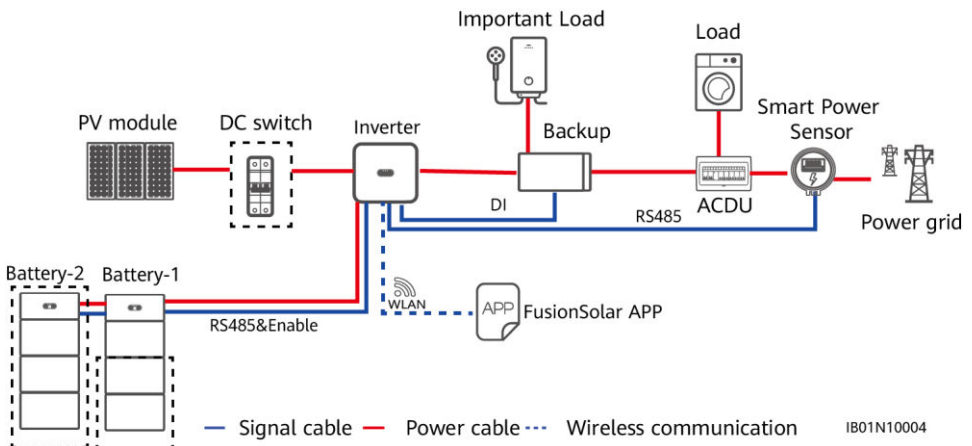 Important Load
Load
PV module
DC switch
Inverter
Backup
Smart Power
Sensor
DI
RS485
ACDU
Power grid
Battery-2
Battery-1
WLAN
APP
FusionSolar APP
RS485&Enable
Signal cable
Power cable
Wireless communication
IB01N10004